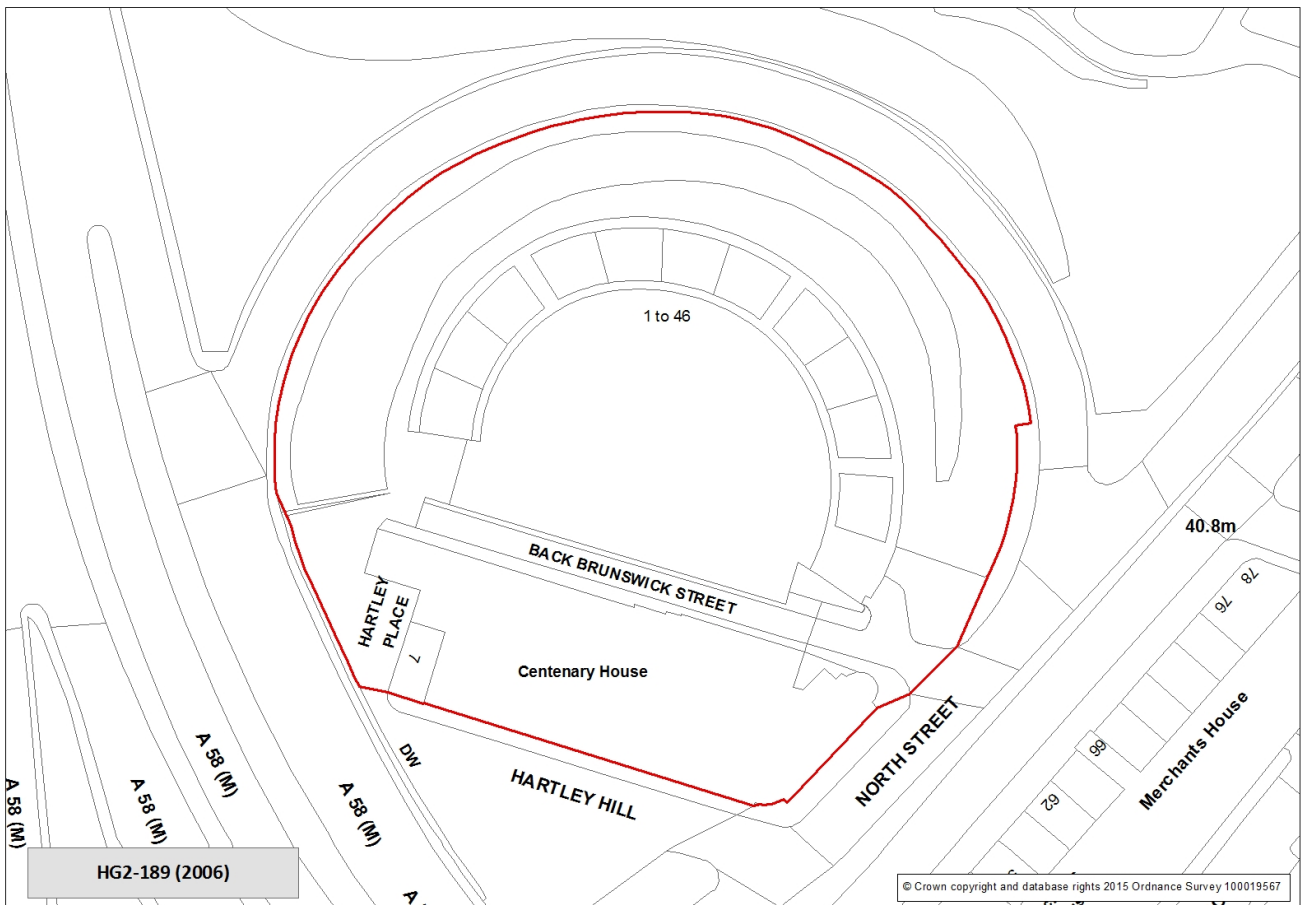 1 to 46
40.8m
BACK BRUNSWICK STREET
78
76
HARTLEY
PLACE
7
Centenary House
66
Merchants House
NORTH STREET
62
DW
HARTLEY HILL
A 58 (M)
A 58 (M)
A 58 (M)
A 58 (M)
HG2-189 (2006)
© Crown copyright and database rights 2015 Ordnance Survey 100019567